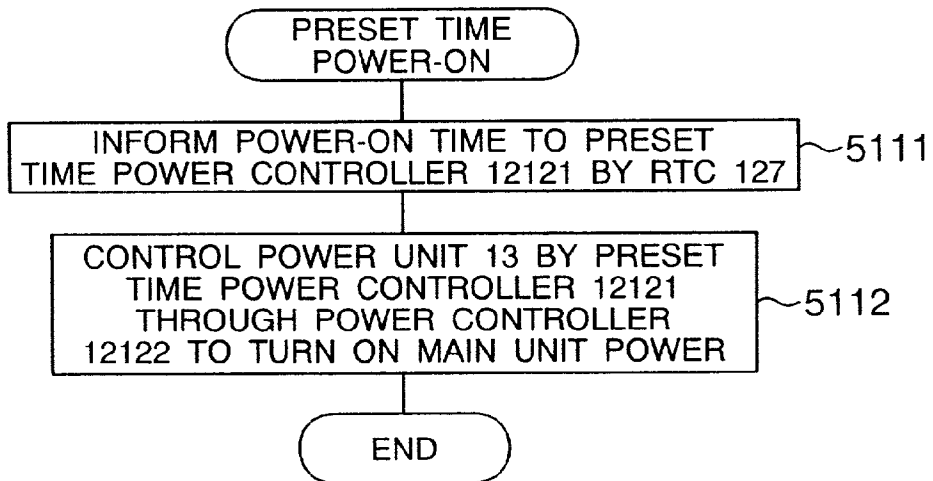 PRESET TIME
POWER-ON
INFORM POWER-ON TIME TO PRESET
TIME POWER CONTROLLER 12121 BY RTC 127
5111
CONTROL POWER UNIT 13 BY PRESET
TIME POWER CONTROLLER 12121
THROUGH POWER CONTROLLER
12122 TO TURN ON MAIN UNIT POWER
5112
END